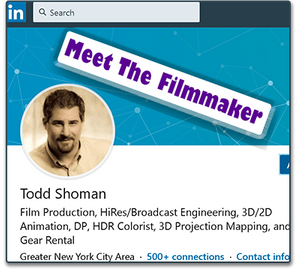 in Search
Meet The Filmmaker
Todd Shoman
Film Production, HiRes/Broadcast Engineering, 3D/2D
Animation, DP, HDR Colorist, 3D Projection Mapping, and
Gear Rental
Greater New York City Area · 500+ connections · Contact info